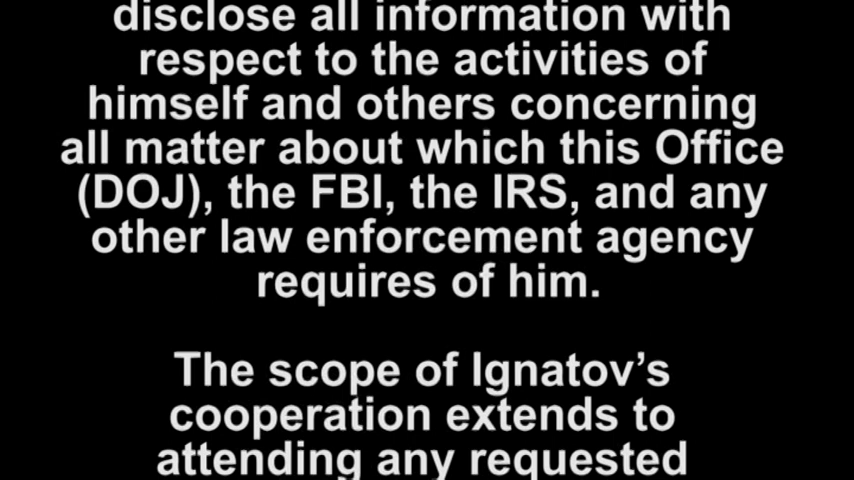 disclose all information with
respect to the activities of
himself and others concerning
all matter about which this Office
(DOJ), the FBI, the IRS, and any
other law enforcement agency
requires of him.
The scope of Ignatov’s
cooperation extends to
attending any requested